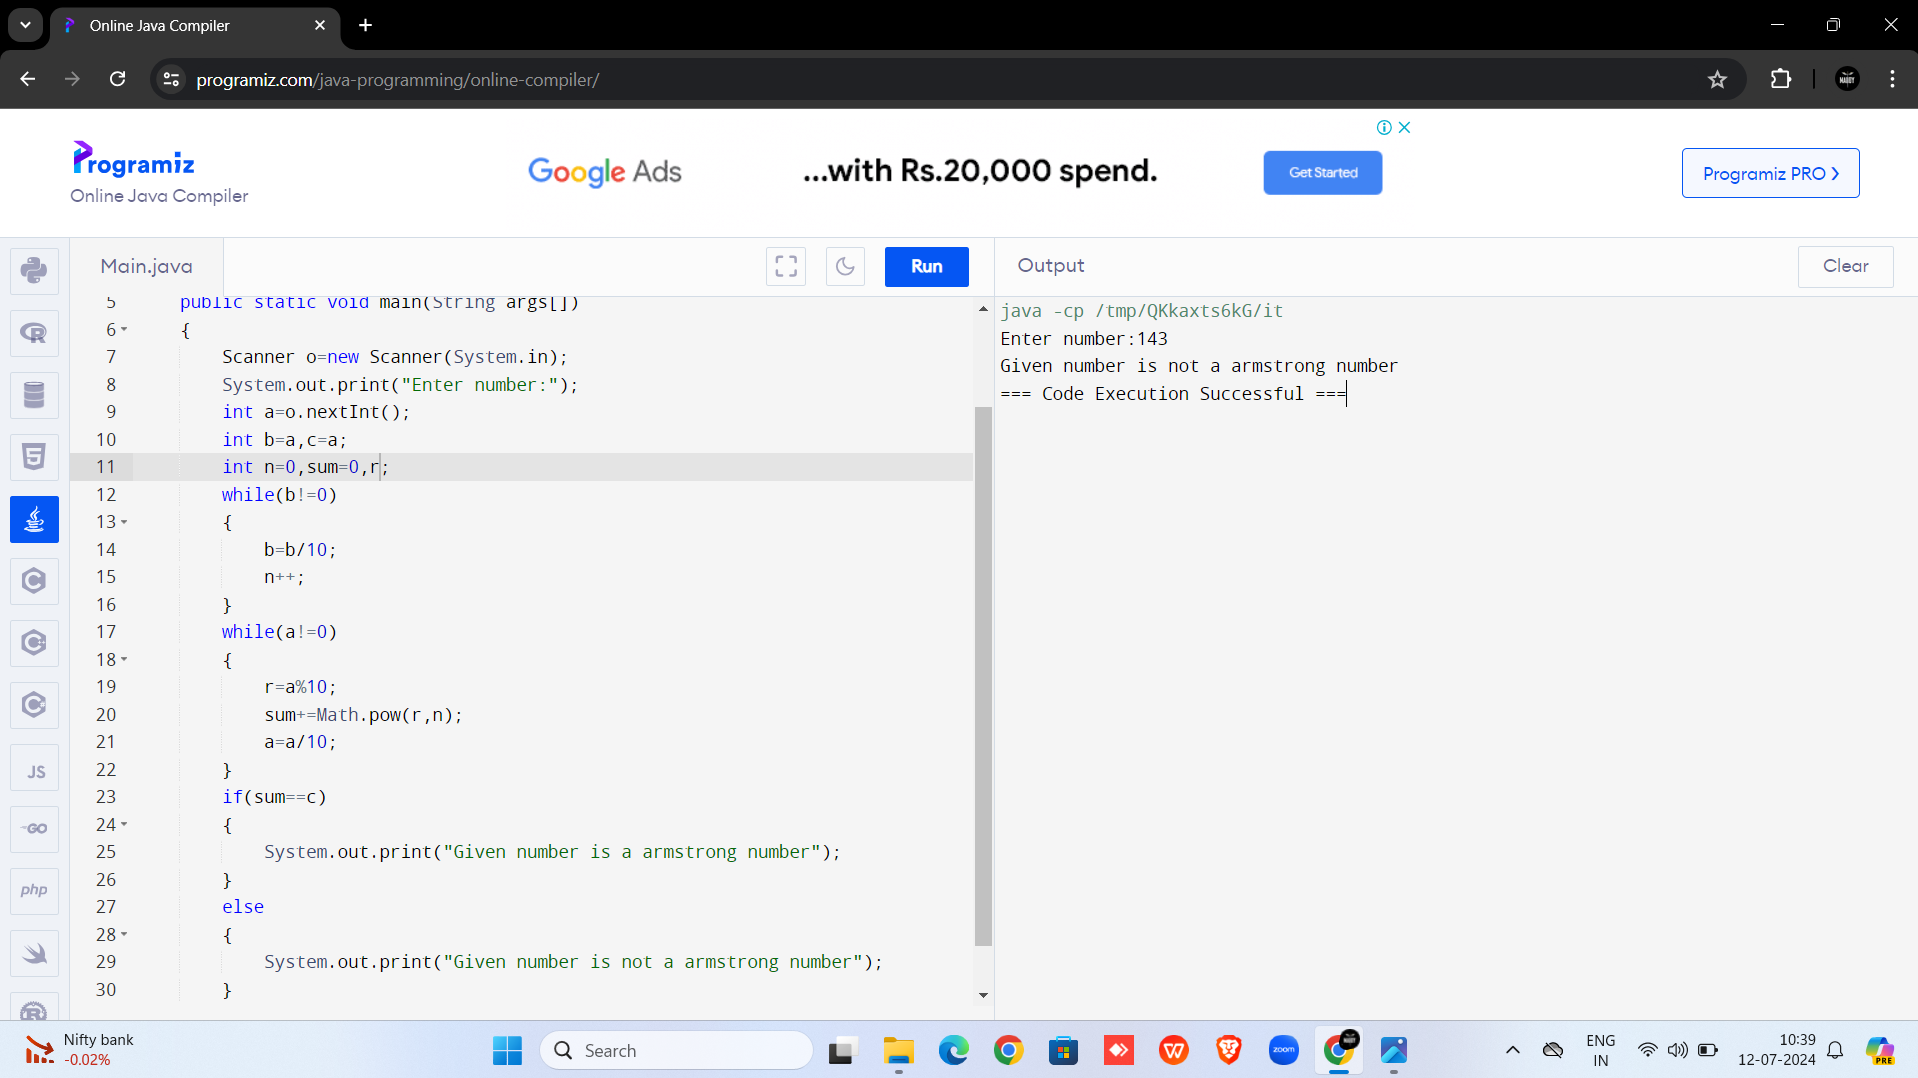 Online Java Compiler
programiz.com/java-programming/online-compiler/
Programiz
Online Java Compiler
Google Ads
...with Rs.20,000 spend.
Get Started
Programiz PRO
Main.java
Run
Output
Clear
5 public static void main(String args[])
6 {
7 Scanner o=new Scanner(System.in);
8 System.out.print("Enter number:");
9 int a=o.nextInt();
10 int b=a,c=a;
11 int n=0,sum=0,r;
12 while(b!=0)
13 {
14 b=b/10;
15 n++;
16 }
17 while(a!=0)
18 {
19 r=a%10;
20 sum+=Math.pow(r,n);
21 a=a/10;
22 }
23 if(sum==c)
24 {
25 System.out.print("Given number is a armstrong number");
26 }
27 else
28 {
29 System.out.print("Given number is not a armstrong number");
30 }
java -cp /tmp/QKkaxts6kG/it
Enter number:143
Given number is not a armstrong number
=== Code Execution Successful ===
JS
GO
php
Nifty bank
-0.02%
Search
zoom
ENG
IN
10:39
12-07-2024
PRE